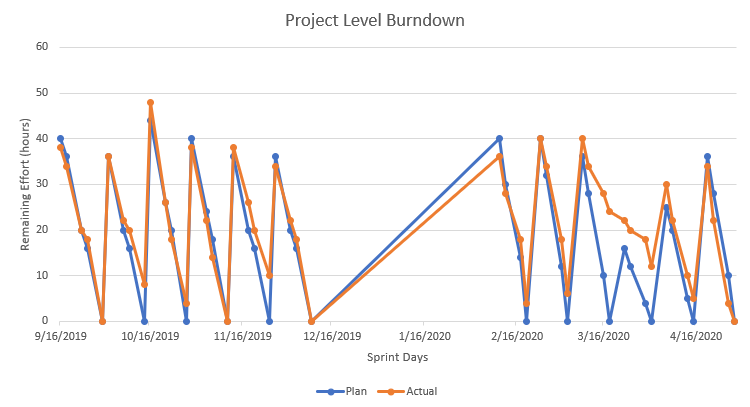 Project Level Burndown
60
50
40
30
20
10
0
Remaining Effort (hours)
9/16/2019 10/16/2019 11/16/2019 12/16/2019 1/16/2020 2/16/2020 3/16/2020 4/16/2020
Sprint Days
Plan Actual